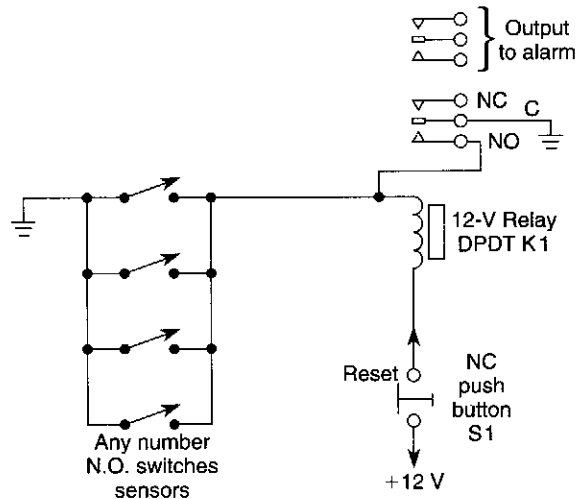 Output
to alarm
NC
C
NO
12-V Relay
DPDT K1
Reset
NC
push
button
S1
+12 V
Any number
N.O. switches
sensors